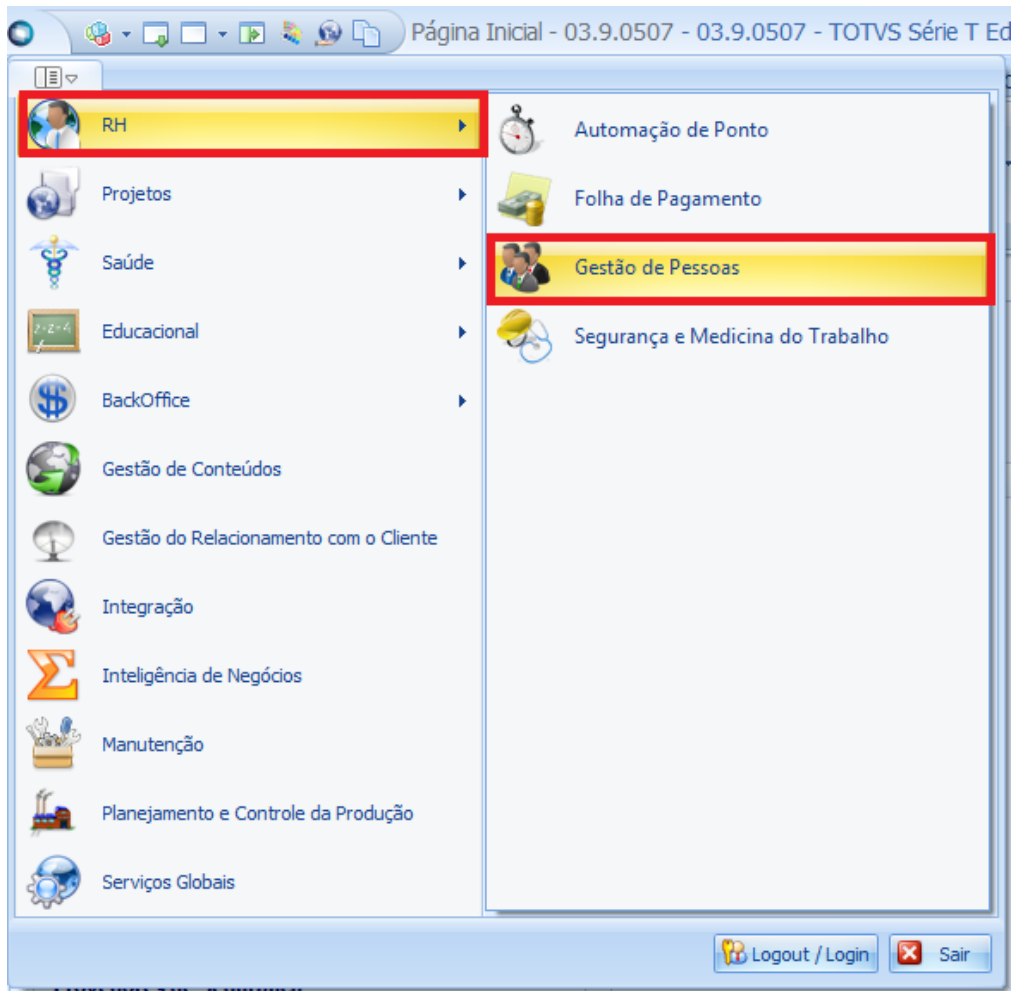 Página Inicial - 03.9.0507 - 03.9.0507 - TOTVS Série T Ed
RH
Projetos
Saúde
Educacional
BackOffice
Gestão de Conteúdos
Gestão do Relacionamento com o Cliente
Integração
Inteligência de Negócios
Manutenção
Planejamento e Controle da Produção
Serviços Globais
Automação de Ponto
Folha de Pagamento
Gestão de Pessoas
Segurança e Medicina do Trabalho
Logout / Login
Sair